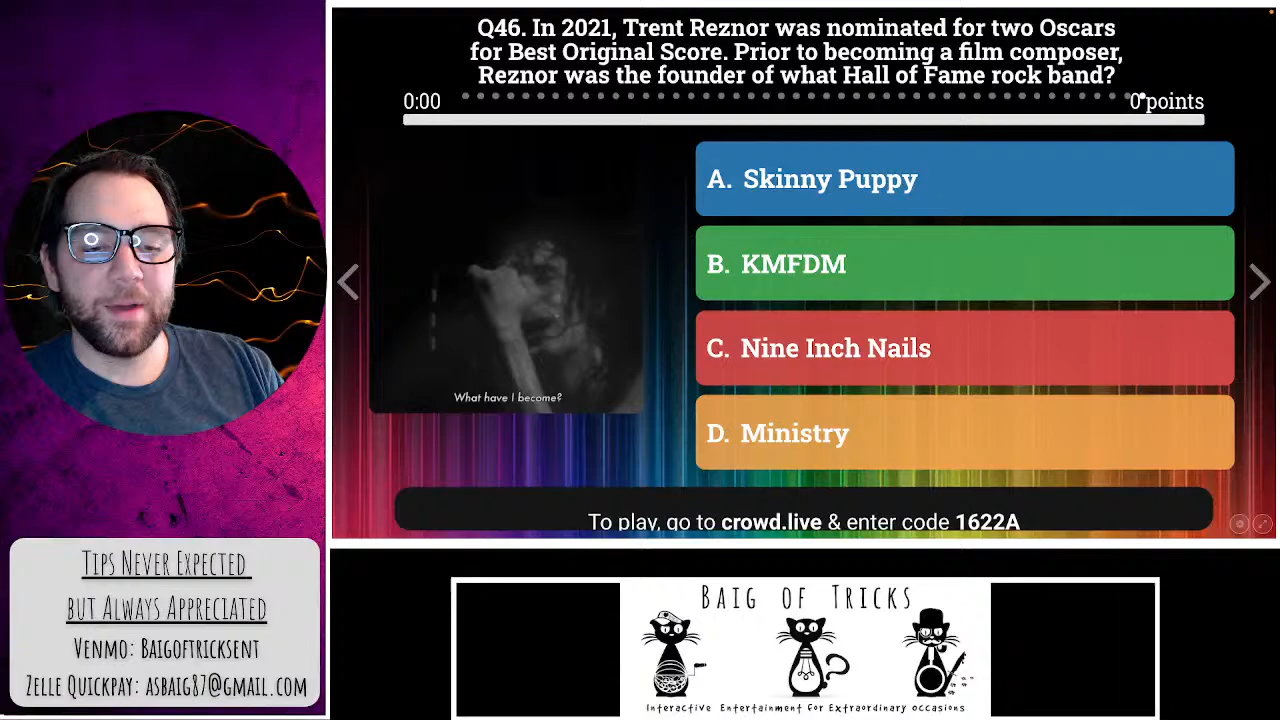 Q46. In 2021, Trent Reznor was nominated for two Oscars
for Best Original Score. Prior to becoming a film composer,
Reznor was the founder of what Hall of Fame rock band?
0:00
0 points
A. Skinny Puppy
B. KMFDM
C. Nine Inch Nails
D. Ministry
What have I become?
To play, go to crowd.live & enter code 1622A
Tips Never Expected
but Always Appreciated
Venmo: Baigoftricksent
Zelle Quickpay: asbaig87@gmail.com
Baig of Tricks
Interactive Entertainment for Extraordinary Occasions